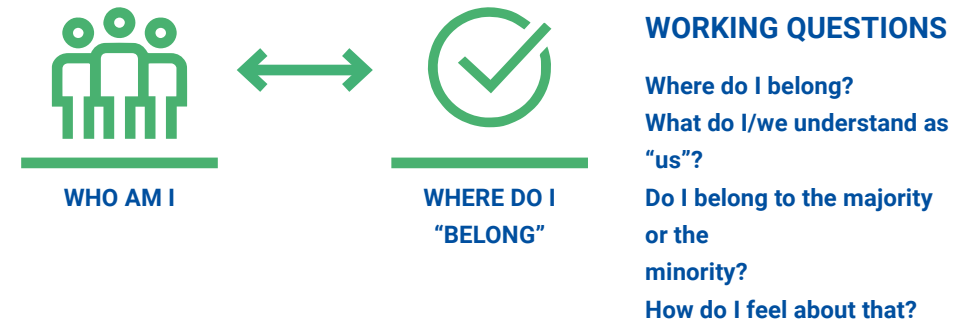 WHO AM I
WHERE DO I
“BELONG”
WORKING QUESTIONS
Where do I belong?
What do I/we understand as
“us”?
Do I belong to the majority
or the
minority?
How do I feel about that?